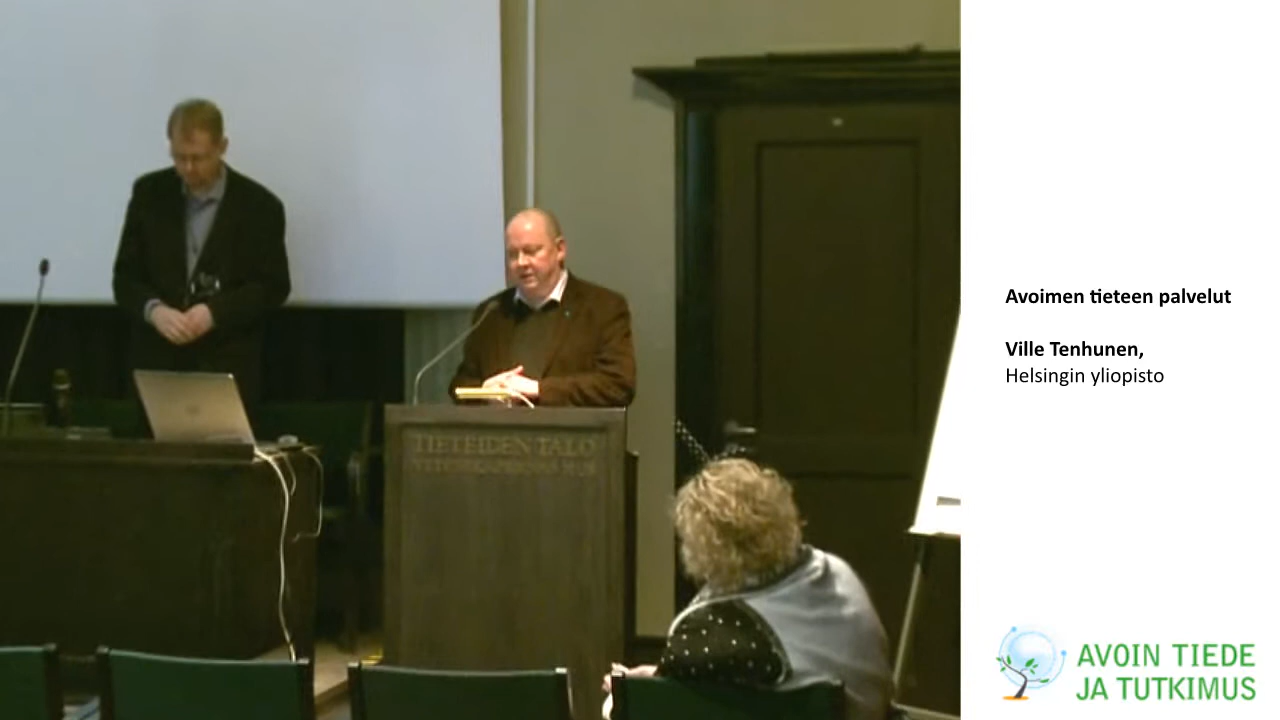 TIETEIDEN TALO
Avoimen tieteen palvelut
Ville Tenhunen,
Helsingin yliopisto
AVOIN TIEDE
JA TUTKIMUS